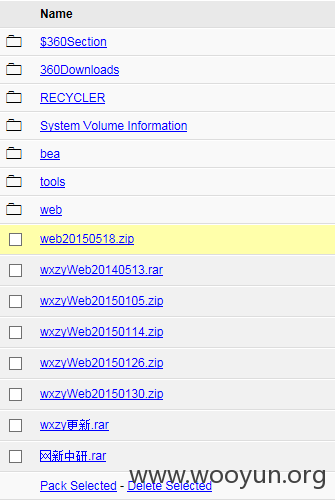 Name
$360Section
360Downloads
RECYCLER
System Volume Information
bea
tools
web
web20150518.zip
wxzyWeb20140513.rar
wxzyWeb20150105.zip
wxzyWeb20150114.zip
wxzyWeb20150126.zip
wxzyWeb20150130.zip
wxzy更新.rar
网新中研.rar
Pack Selected - Delete Selected
www.wooyun.org